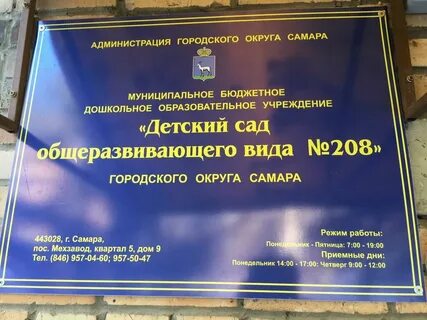 АДМИНИСТРАЦИЯ ГОРОДСКОГО ОКРУГА САМАРА
МУНИЦИПАЛЬНОЕ БЮДЖЕТНОЕ
ДОШКОЛЬНОЕ ОБРАЗОВАТЕЛЬНОЕ УЧРЕЖДЕНИЕ
«Детский сад
общеразвивающего вида №208»
ГОРОДСКОГО ОКРУГА САМАРА
443028, г. Самара,
пос. Мехзавод, квартал 5, дом 9
Тел. (846) 957-04-60; 957-50-47
Режим работы:
Понедельник - Пятница: 7:00 - 19:00
Приемные дни:
Понедельник 14:00 - 17:00; Четверг 9:00 - 12:00